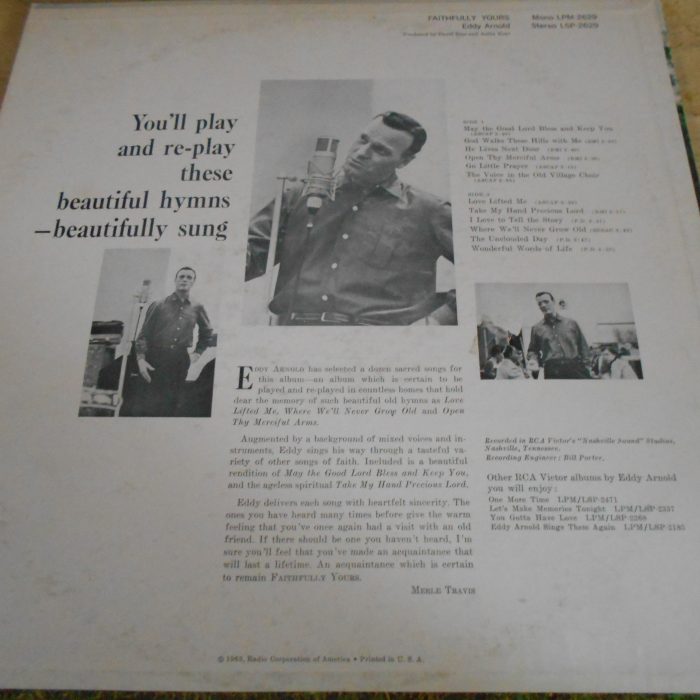 FAITHFULLY YOURS Mono LPM-2629
Eddy Arnold Stereo LSP-2629
Produced by
You'll play
and re-play
these
beautiful hymns
—beautifully sung
SIDE 1
May the Good Lord Bless and Keep You
God Walks These Hills with Me
He Lives Next Door
Open Thy Merciful Arms
Go Little Prayer
The Voice in the Old Village Choir
SIDE 2
Love Lifted Me
Take My Hand Precious Lord
I Love to Tell the Story
Where We'll Never Grow Old
The Unclouded Day
Wonderful Words of Life
EDDY ARNOLD has selected a dozen sacred songs for
this album—an album which is certain to be
played and re-played in countless homes that hold
dear the memory of such beautiful old hymns as Love
Lifted Me, Where We'll Never Grow Old and Open
Thy Merciful Arms.
Augmented by a background of mixed voices and in-
struments, Eddy sings his way through a tasteful va-
riety of other songs of faith. Included is a beautiful
rendition of May the Good Lord Bless and Keep You,
and the ageless spiritual Take My Hand Precious Lord.
Eddy delivers each song with heartfelt sincerity. The
ones you have heard many times before give the warm
feeling that you've once again had a visit with an old
friend. If there should be one you haven't heard, I'm
sure you'll feel that you've made an acquaintance that
will last a lifetime. An acquaintance which is certain
to remain FAITHFULLY YOURS.
MERLE TRAVIS
Recorded in RCA Victor's "Nashville Sound" Studios,
Nashville, Tennessee.
Recording Engineer: Bill Porter.
Other RCA Victor albums by Eddy Arnold
you will enjoy:
One More Time LPM/LSP-2471
Let's Make Memories Tonight LPM/LSP-2337
You Gotta Have Love LPM/LSP-2268
Eddy Arnold Sings Them Again LPM/LSP-2185
© 1963, Radio Corporation of America • Printed in U. S. A.